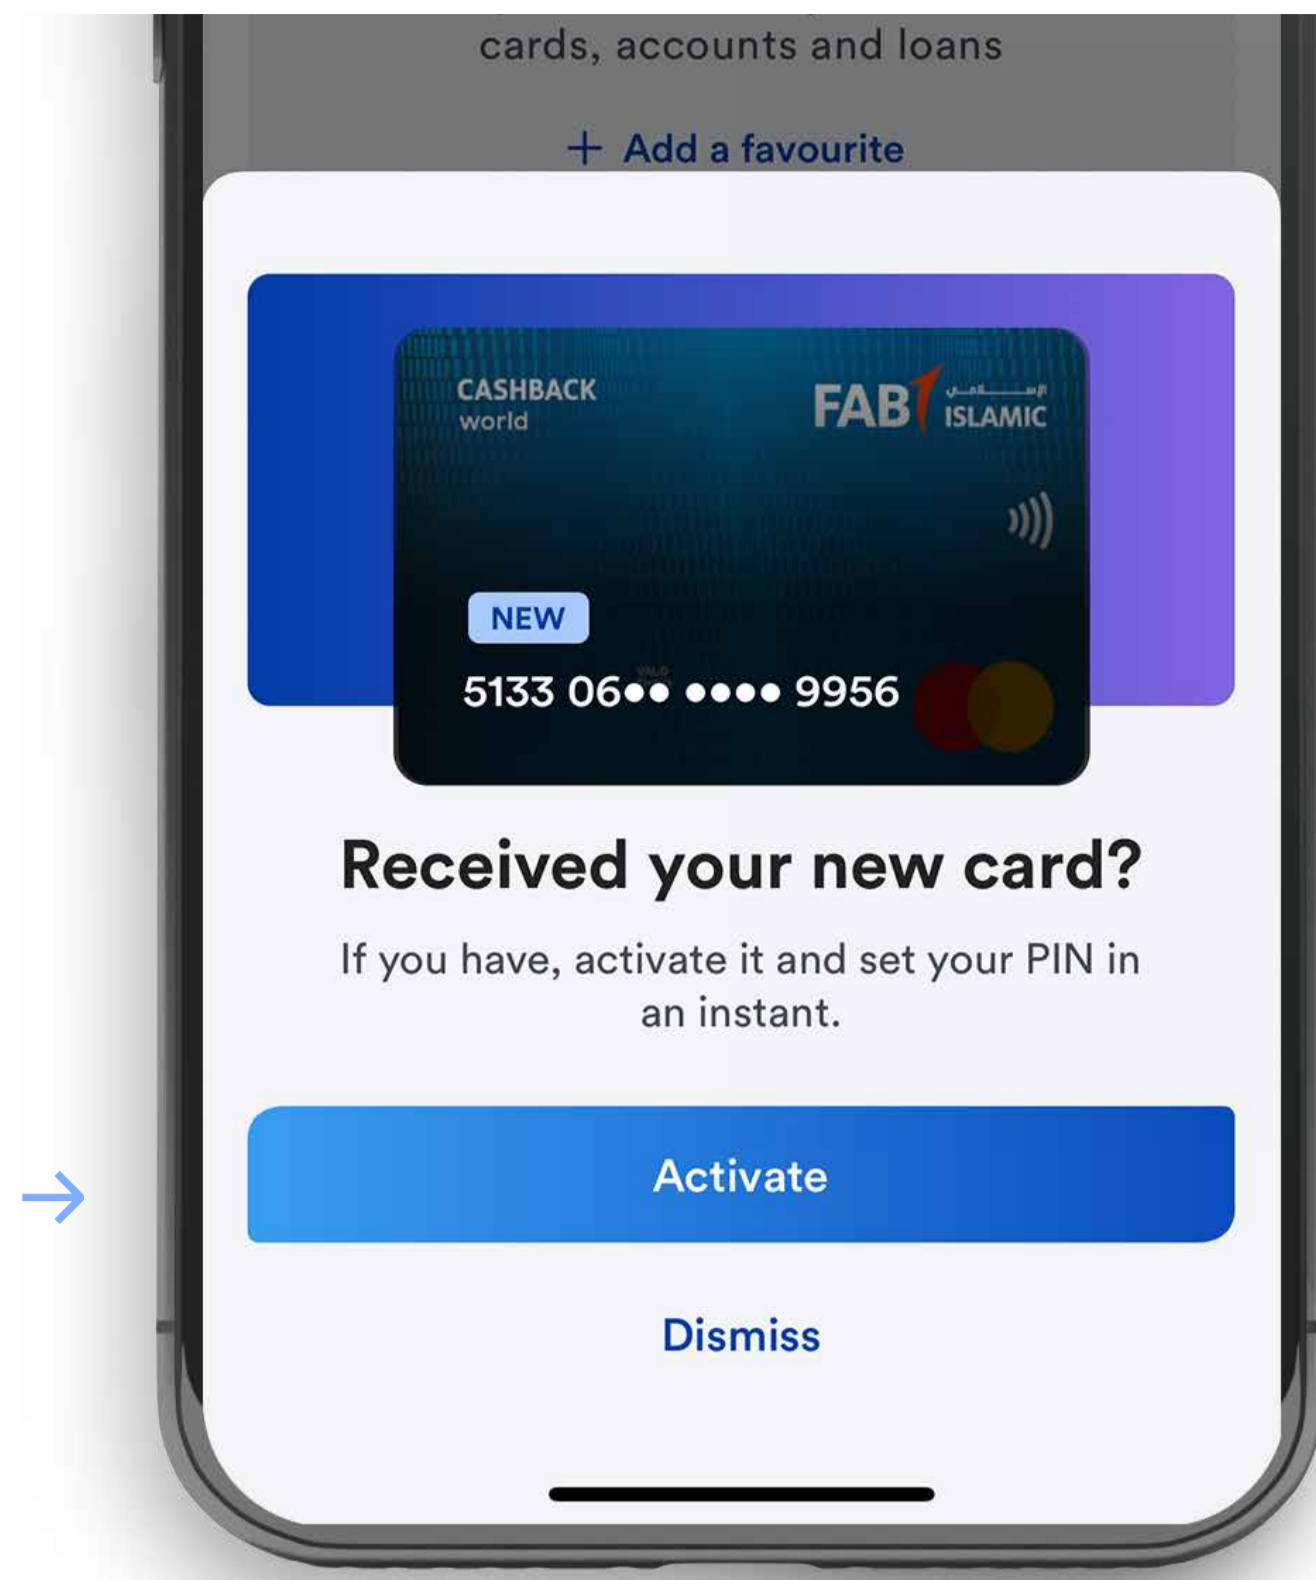 cards, accounts and loans
+ Add a favourite
CASHBACK
world
FAB
الإسلامي
ISLAMIC
NEW
5133 06•• •••• 9956
Received your new card?
If you have, activate it and set your PIN in
an instant.
Activate
Dismiss